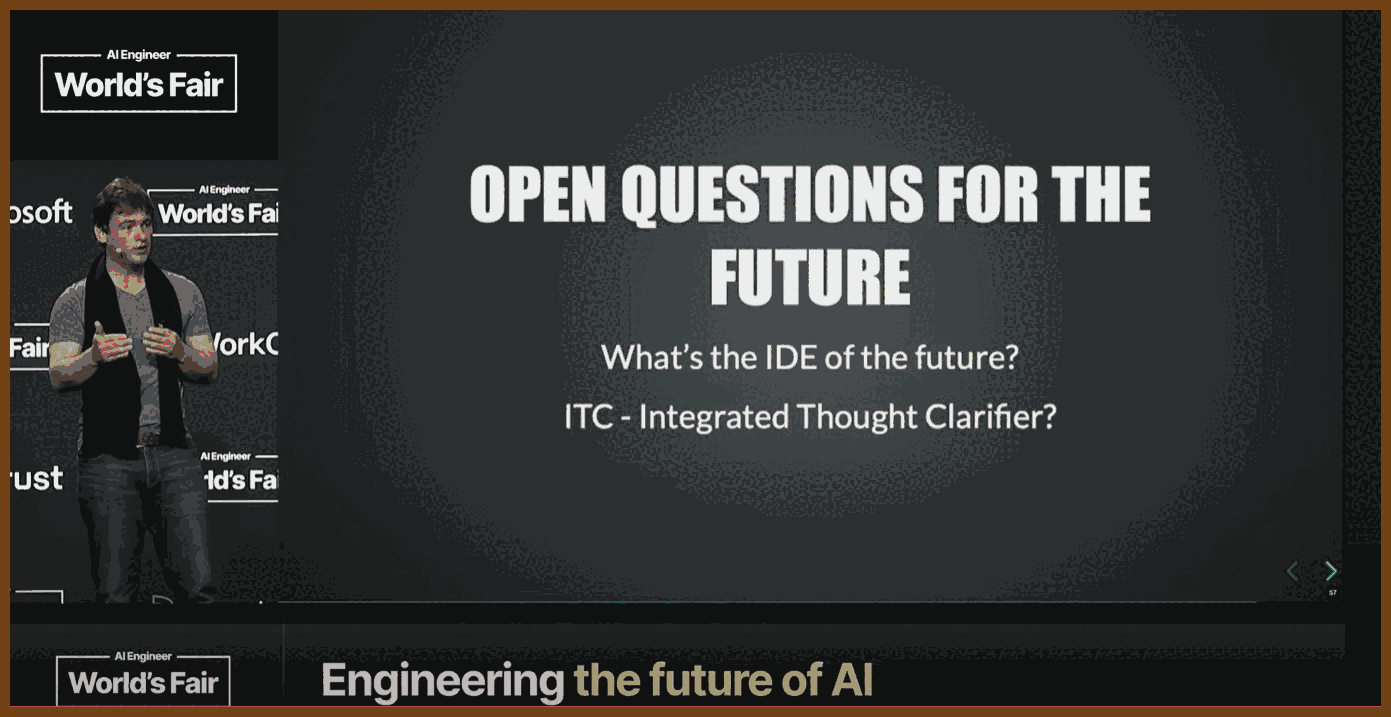 AI Engineer
World's Fair
OPEN QUESTIONS FOR THE
FUTURE
What's the IDE of the future?
ITC - Integrated Thought Clarifier?
57
osoft
AI Engineer
World's Fai
Fair
WorkO
AI Engineer
rld's Fa
rust
AI Engineer
World's Fair
Engineering the future of AI